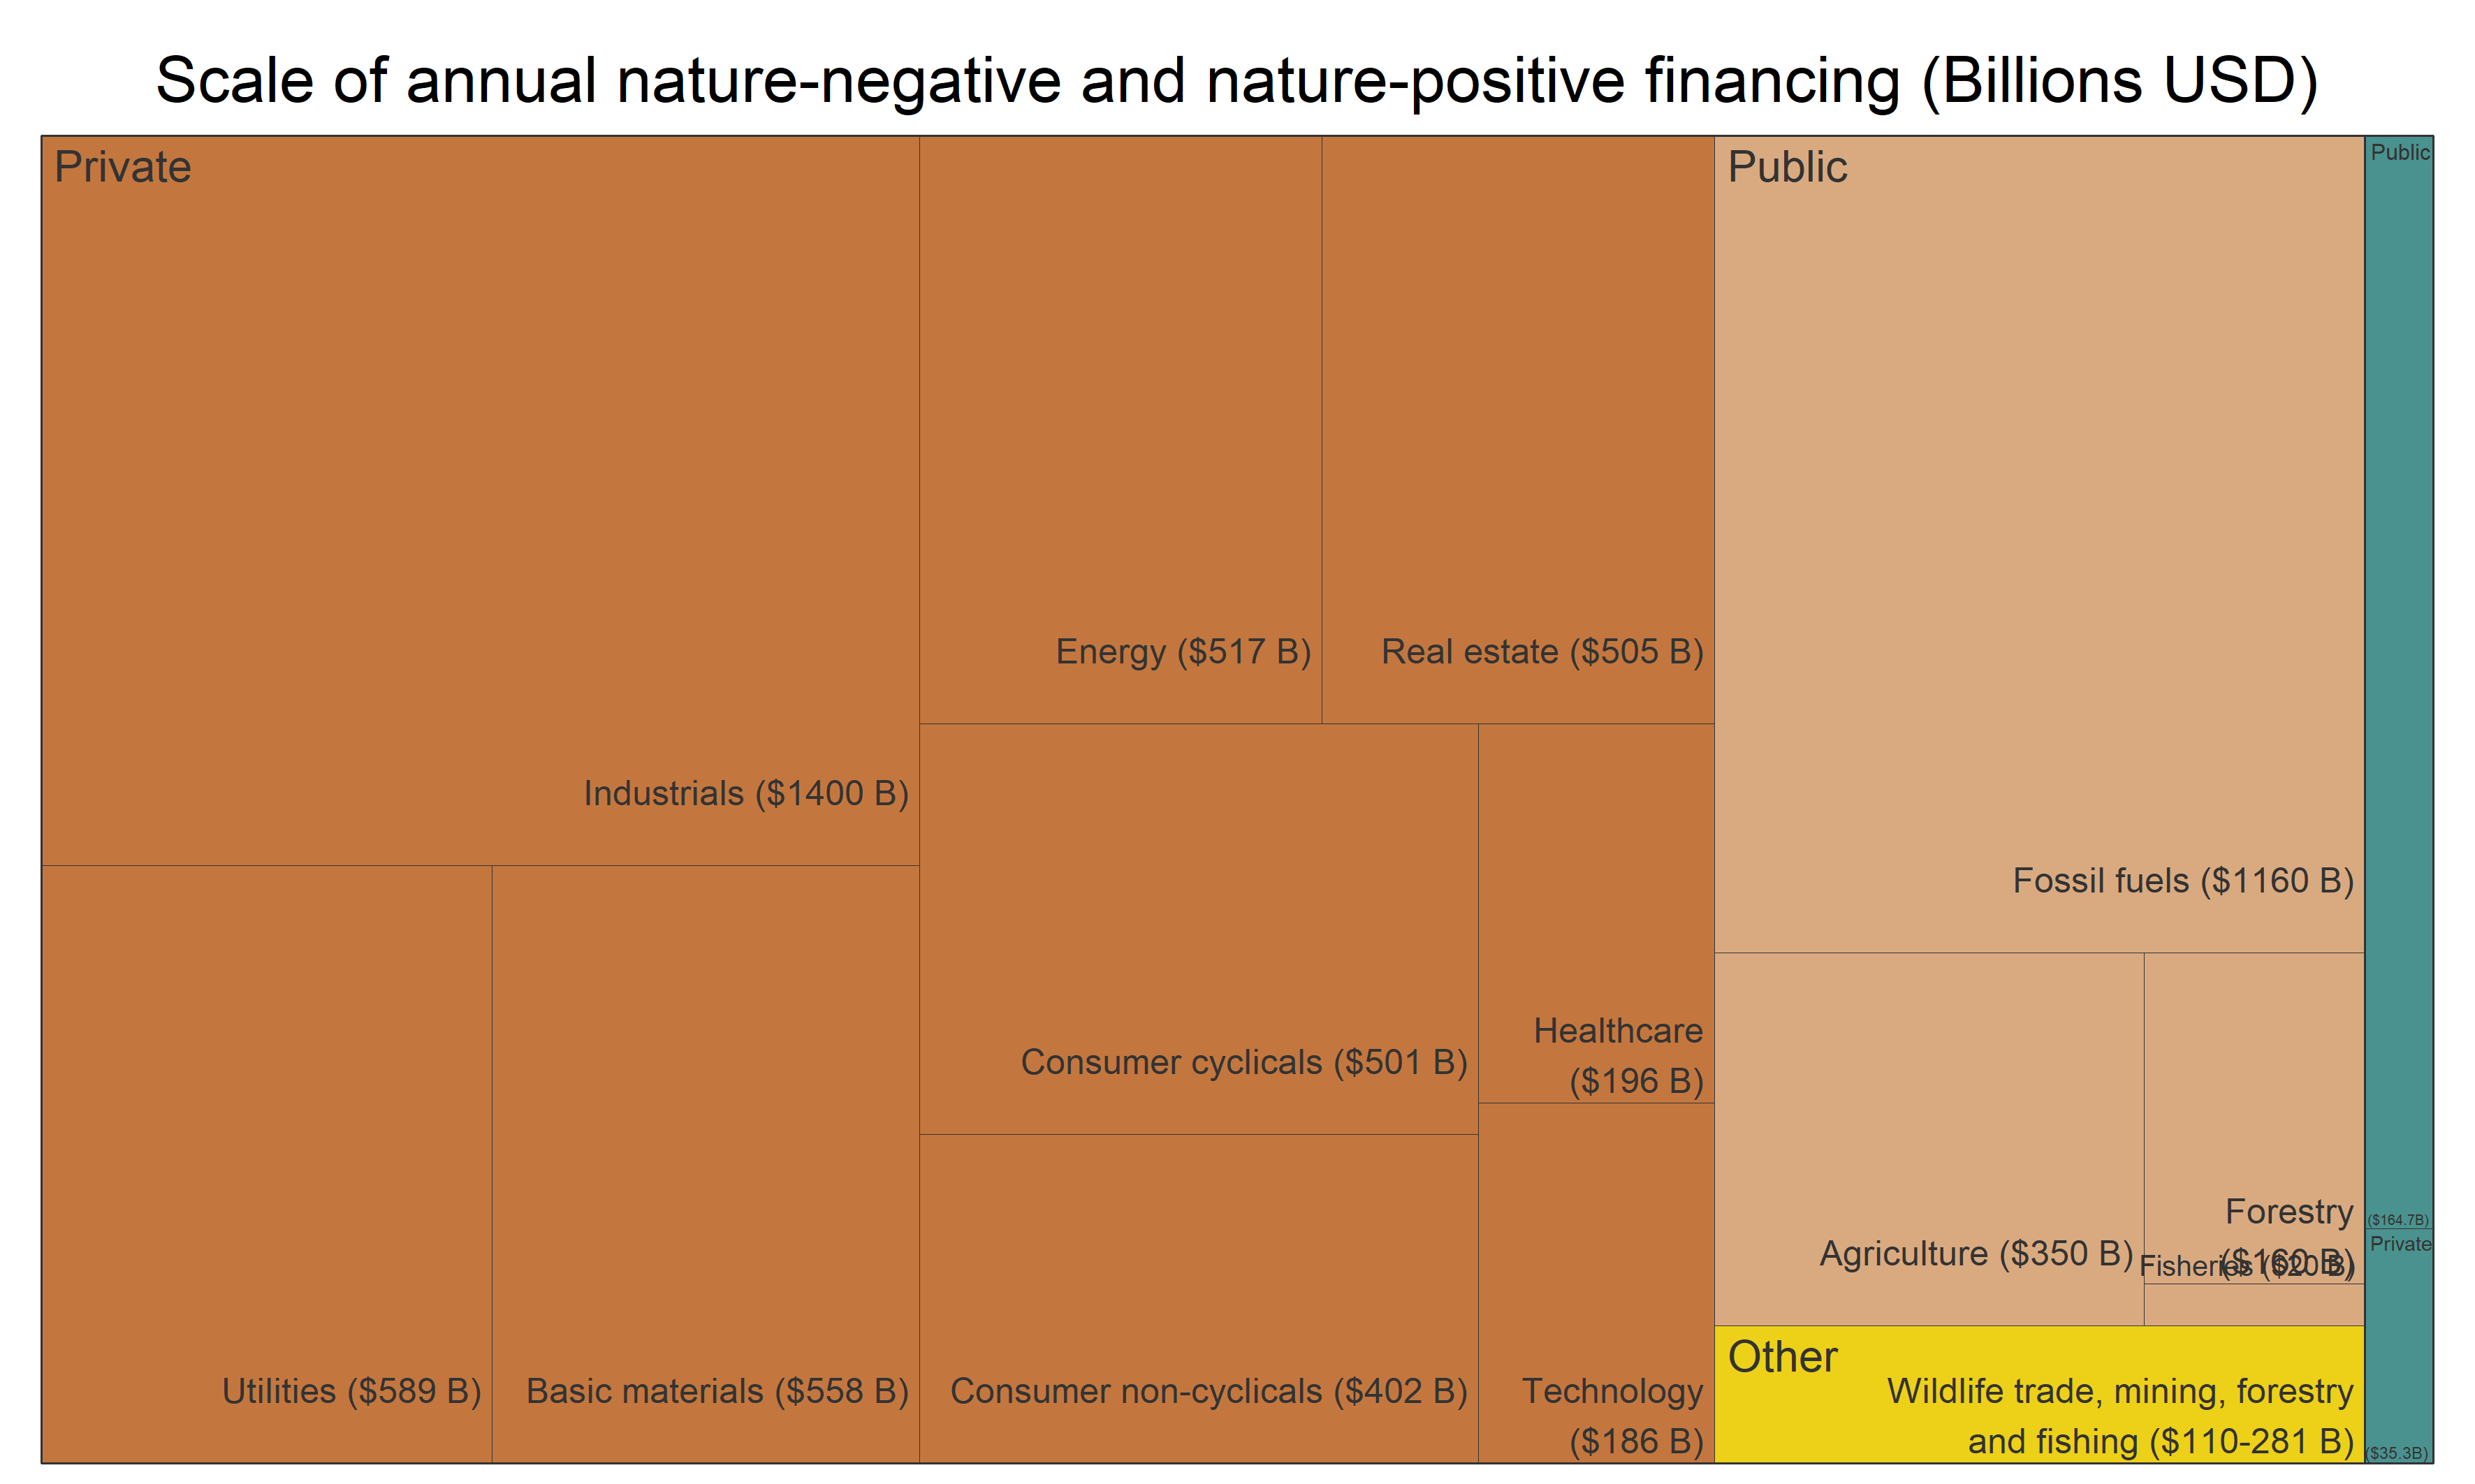 Scale of annual nature-negative and nature-positive financing (Billions USD)
Private
Industrials ($1400 B)
Utilities ($589 B)
Basic materials ($558 B)
Energy ($517 B)
Real estate ($505 B)
Consumer cyclicals ($501 B)
Healthcare
($196 B)
Consumer non-cyclicals ($402 B)
Technology
($186 B)
Public
Fossil fuels ($1160 B)
Agriculture ($350 B)
Forestry
($160 B)
Fisheries ($20 B)
Other
Wildlife trade, mining, forestry
and fishing ($110-281 B)
Public
($164.7B)
Private
($35.3B)